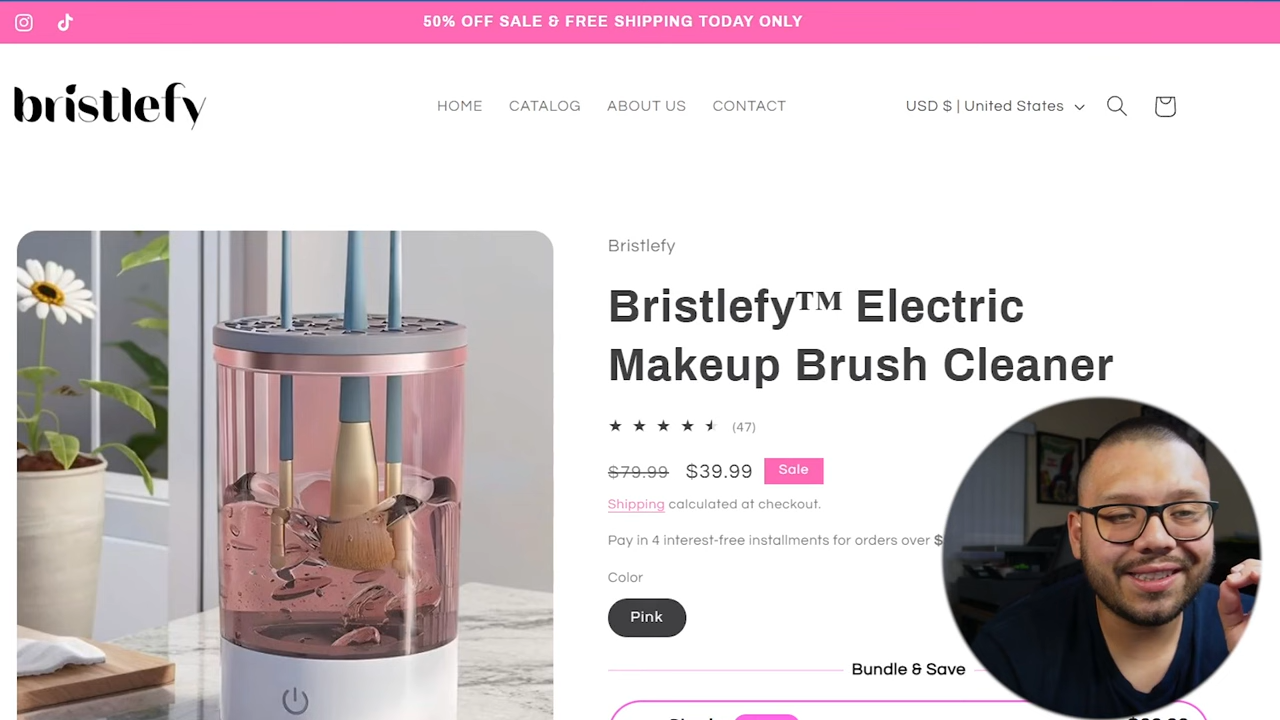 50% OFF SALE & FREE SHIPPING TODAY ONLY
bristlefy
HOME CATALOG ABOUT US CONTACT
USD $ | United States
Bristlefy
Bristlefy™ Electric
Makeup Brush Cleaner
(47)
$79.99 $39.99 Sale
Shipping calculated at checkout.
Pay in 4 interest-free installments for orders over $
Color
Pink
Bundle & Save